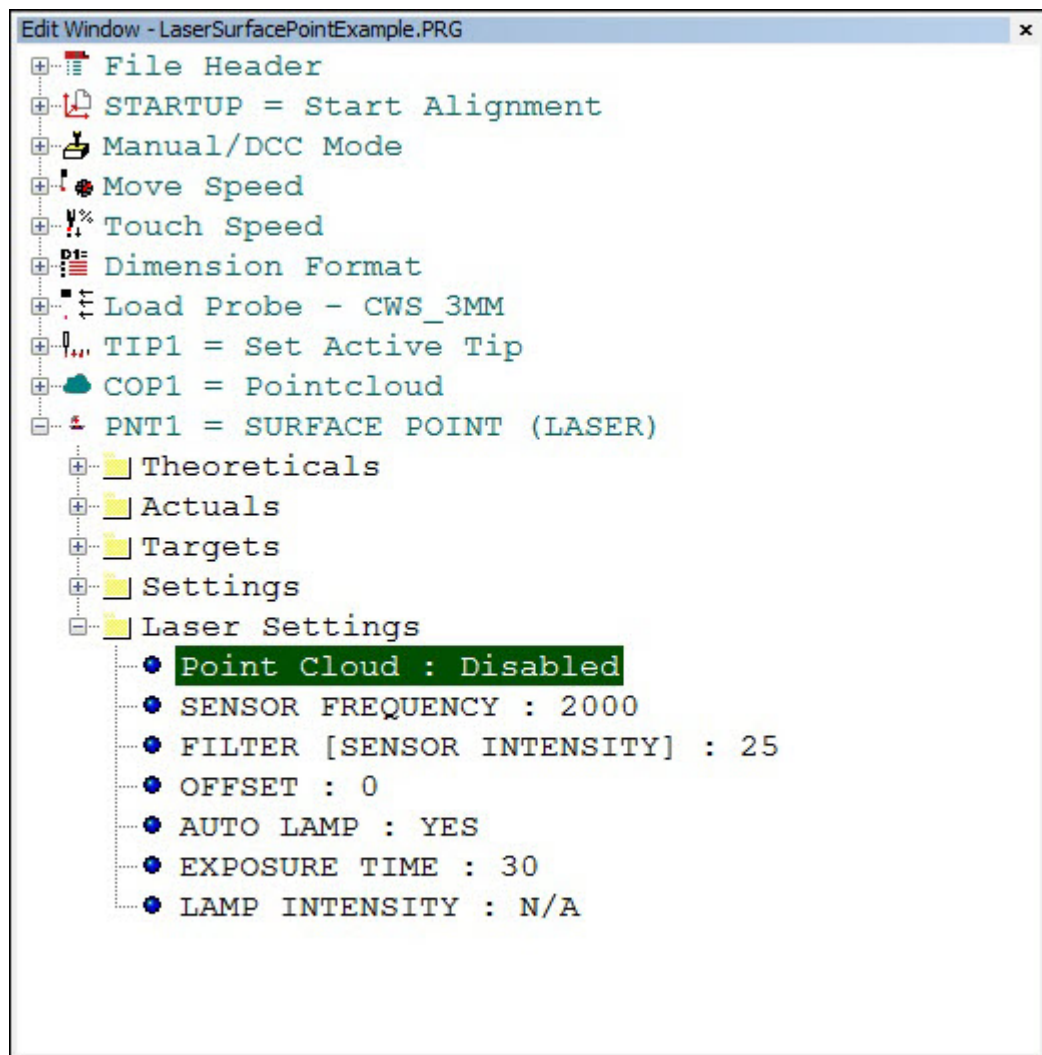 Edit Window - LaserSurfacePointExample.PRG
File Header
STARTUP = Start Alignment
Manual/DCC Mode
Move Speed
Touch Speed
Dimension Format
Load Probe - CWS_3MM
TIP1 = Set Active Tip
COP1 = Pointcloud
PNT1 = SURFACE POINT (LASER)
Theoreticals
Actuals
Targets
Settings
Laser Settings
Point Cloud : Disabled
SENSOR FREQUENCY : 2000
FILTER [SENSOR INTENSITY] : 25
OFFSET : 0
AUTO LAMP : YES
EXPOSURE TIME : 30
LAMP INTENSITY : N/A